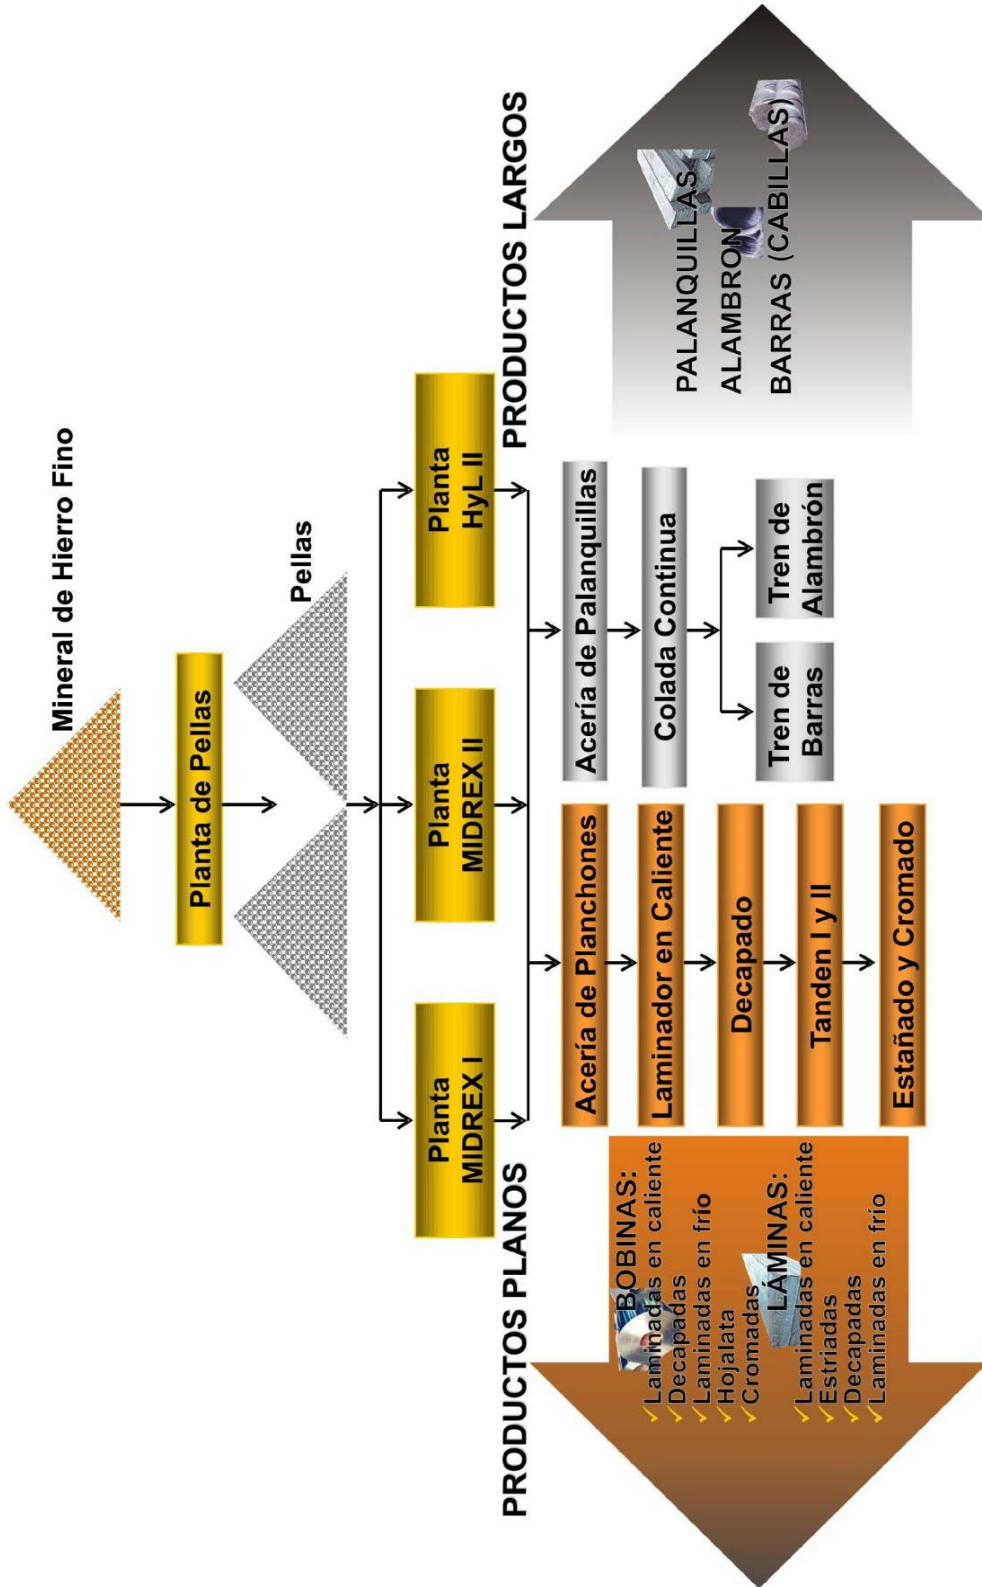 Mineral de Hierro Fino
Planta de Pellas
Pellas
Planta
MIDREX I
Planta
MIDREX II
Planta
HyL II
PRODUCTOS PLANOS
PRODUCTOS LARGOS
BOBINAS:
Laminadas en caliente
Decapadas
Laminadas en frío
Hojalata
Cromadas
LÁMINAS:
Laminadas en caliente
Estriadas
Decapadas
Laminadas en frío
Acería de Planchones
Laminador en Caliente
Decapado
Tanden I y II
Estañado y Cromado
Acería de Palanquillas
Colada Continua
Tren de
Barras
Tren de
Alambrón
PALANQUILLAS
ALAMBRON
BARRAS (CABILLAS)